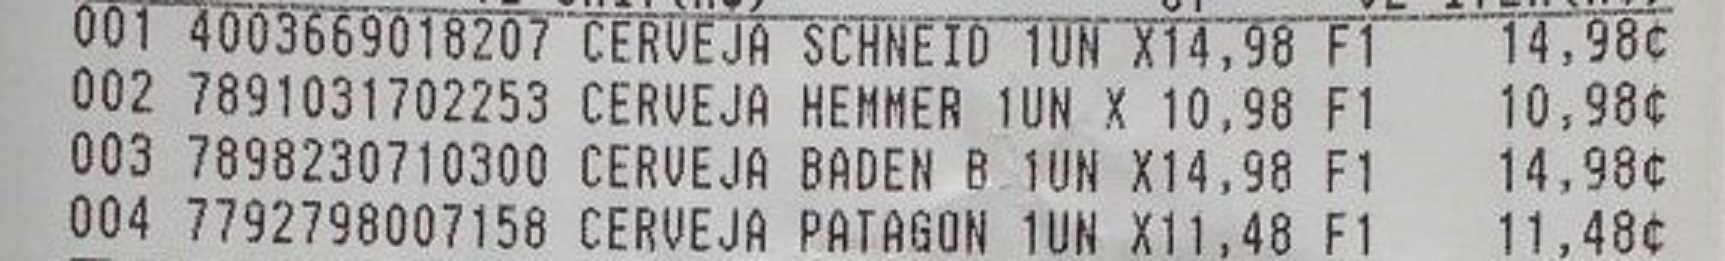 001 4003669018207 CERVEJA SCHNEID 1UN X14,98 F1 14,98¢
002 7891031702253 CERVEJA HEMMER 1UN X 10,98 F1 10,98¢
003 7898230710300 CERVEJA BADEN B 1UN X14,98 F1 14,98¢
004 7792798007158 CERVEJA PATAGON 1UN X11,48 F1 11,48¢